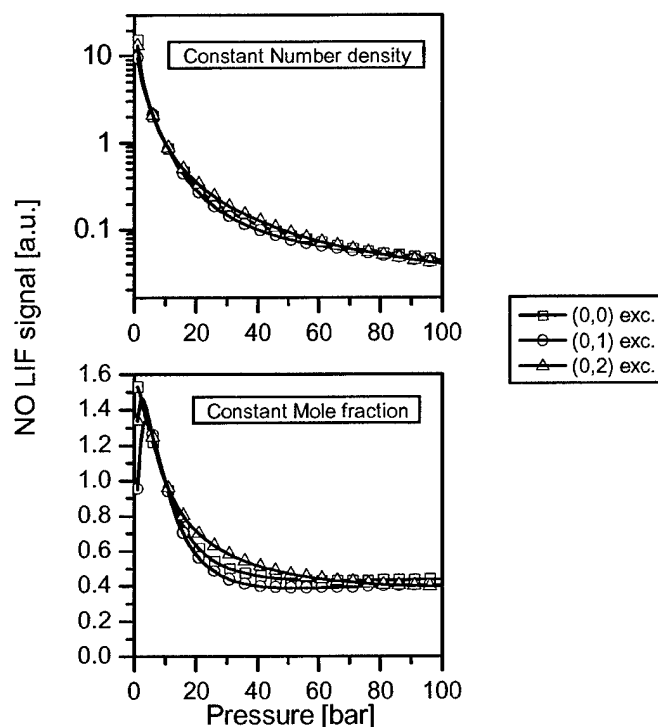 10
1
0.1
Constant Number density
0 20 40 60 80 100
NO LIF signal [a.u.]
(0,0) exc.
(0,1) exc.
(0,2) exc.
1.6
1.4
1.2
1.0
0.8
0.6
0.4
0.2
0.0
Constant Mole fraction
0 20 40 60 80 100
Pressure [bar]